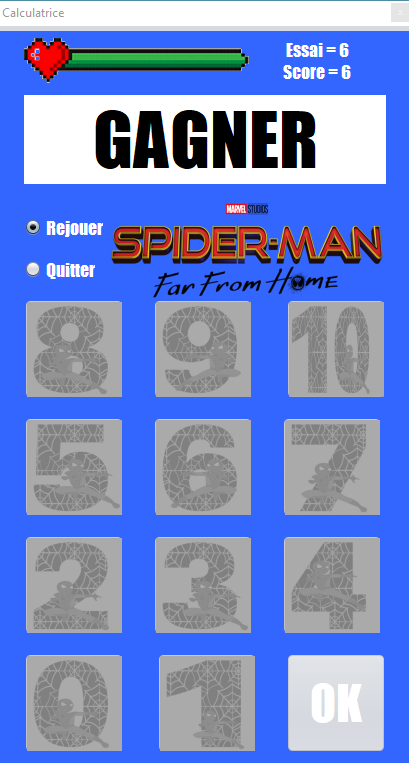 Calculatrice
x
Essai = 6
Score = 6
GAGNER
MARVEL STUDIOS
Rejouer
SPIDER-MAN
Quitter
Far From Home
8 9 10
5 6 7
2 3 4
0 1 OK